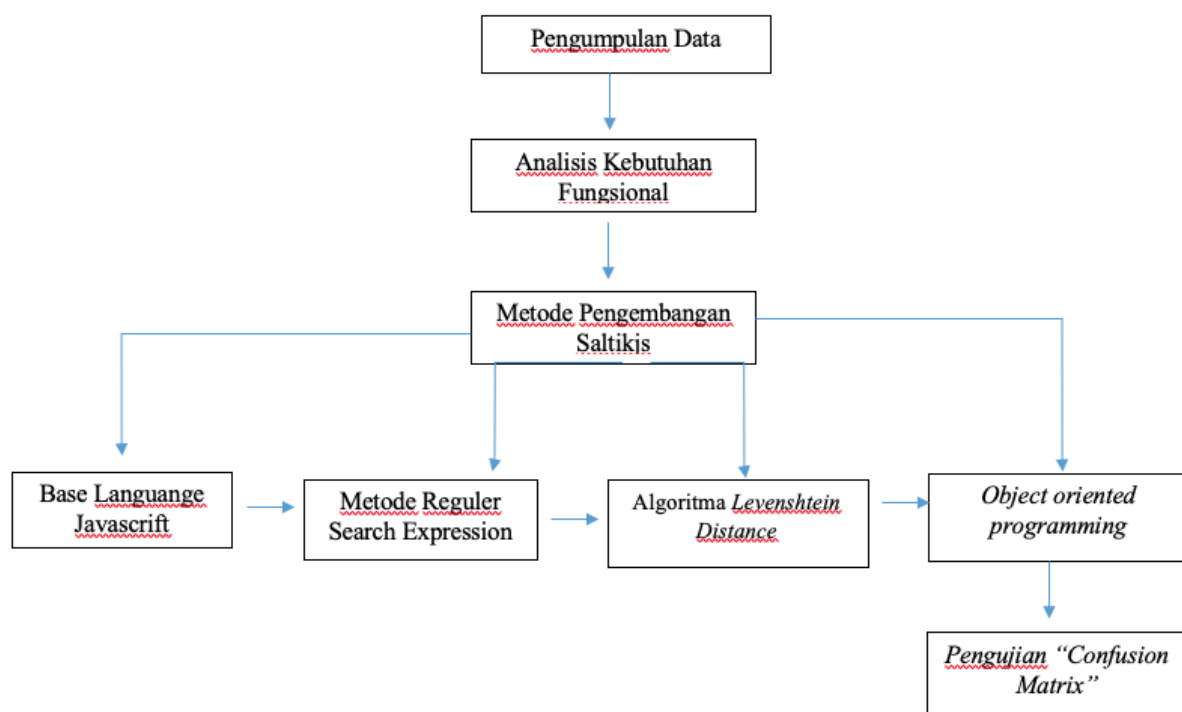 Pengumpulan Data
Analisis Kebutuhan
Fungsional
Metode Pengembangan
Saltikjs
Base Languange
Javascrift
Metode Reguler
Search Expression
Algoritma Levenshtein
Distance
Object oriented
programming
Pengujian “Confusion
Matrix”